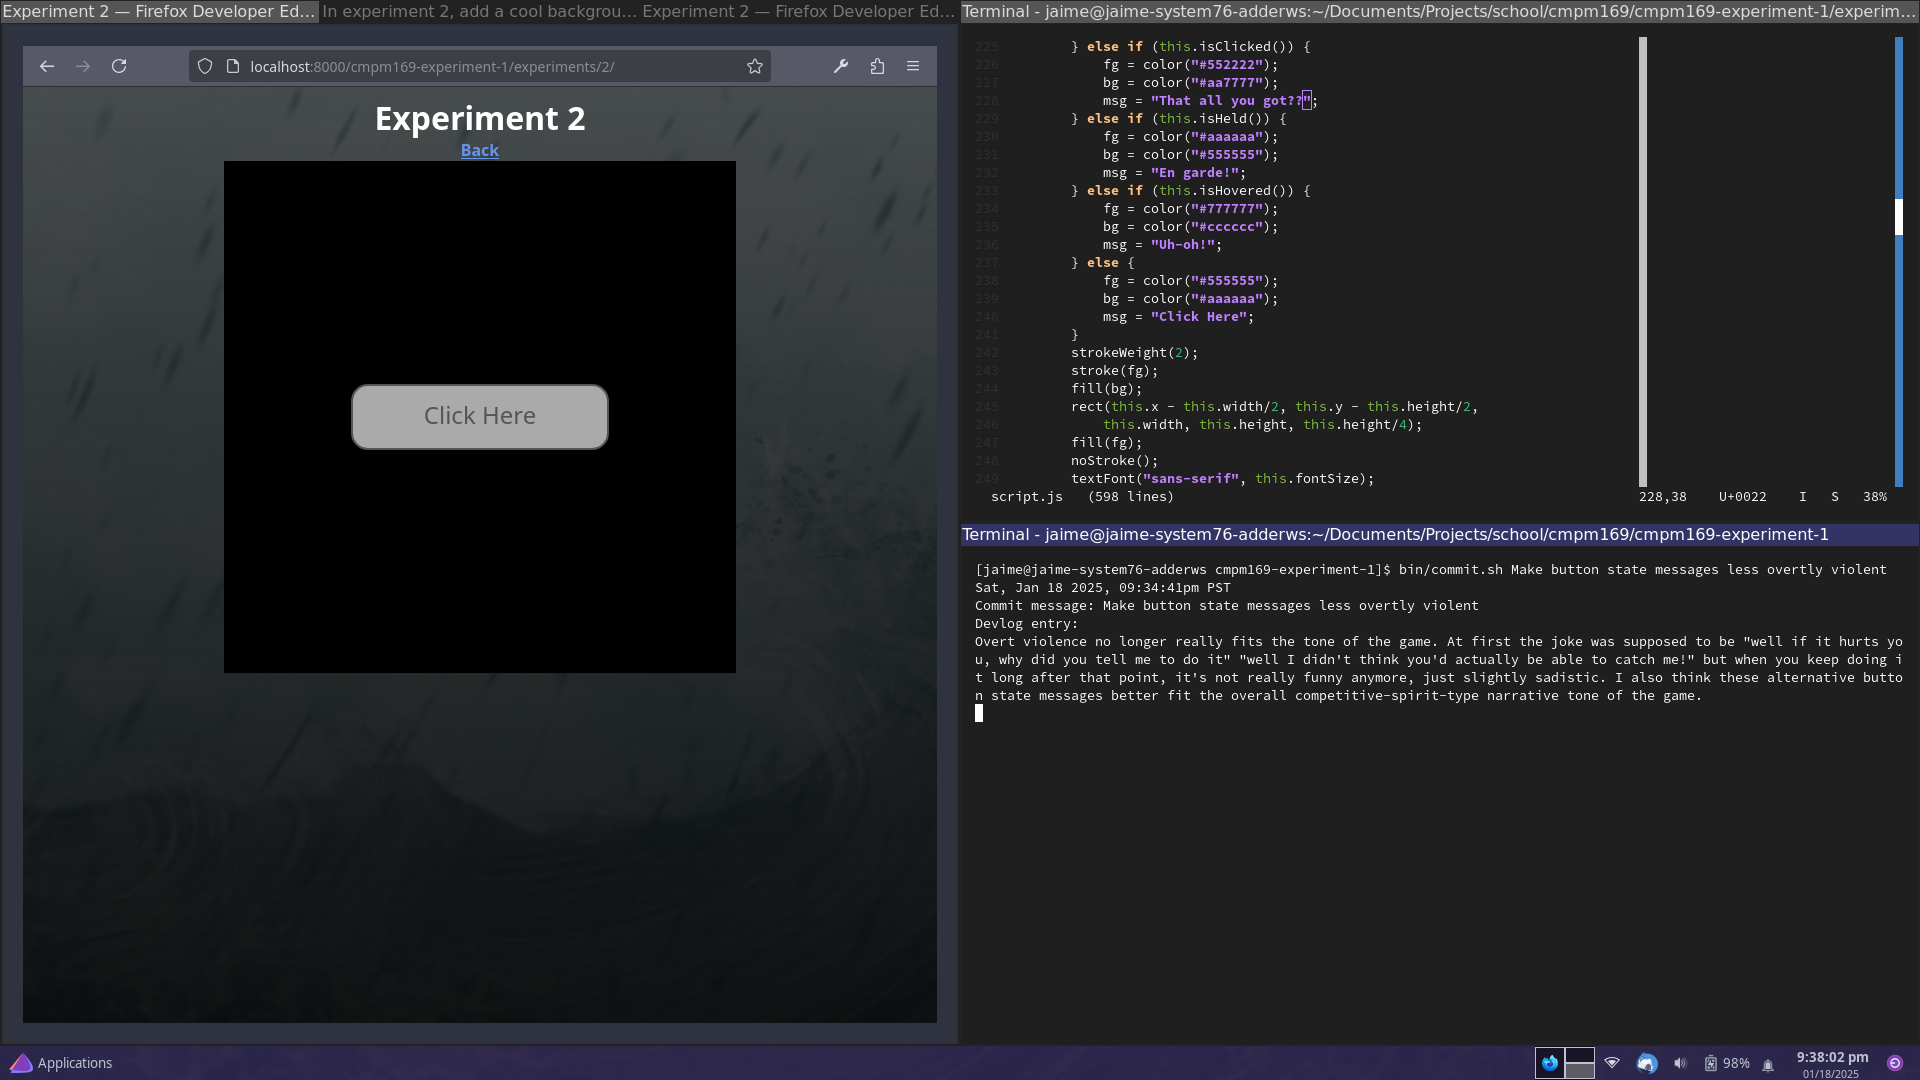 Experiment 2 — Firefox Developer Ed...
In experiment 2, add a cool backgrou...
Experiment 2 — Firefox Developer Ed...
localhost:8000/cmpm169-experiment-1/experiments/2/
Experiment 2
Back
Click Here
Terminal - jaime@jaime-system76-adderws:~/Documents/Projects/school/cmpm169/cmpm169-experiment-1/experim...
225 } else if (this.isClicked()) {
226 fg = color("#552222");
227 bg = color("#aa7777");
228 msg = "That all you got??";
229 } else if (this.isHeld()) {
230 fg = color("#aaaaaa");
231 bg = color("#555555");
232 msg = "En garde!";
233 } else if (this.isHovered()) {
234 fg = color("#777777");
235 bg = color("#cccccc");
236 msg = "Uh-oh!";
237 } else {
238 fg = color("#555555");
239 bg = color("#aaaaaa");
240 msg = "Click Here";
241 }
242 strokeWeight(2);
243 stroke(fg);
244 fill(bg);
245 rect(this.x - this.width/2, this.y - this.height/2,
246 this.width, this.height, this.height/4);
247 fill(fg);
248 noStroke();
249 textFont("sans-serif", this.fontSize);
script.js (598 lines) 228,38 U+0022 I S 38%
Terminal - jaime@jaime-system76-adderws:~/Documents/Projects/school/cmpm169/cmpm169-experiment-1
[jaime@jaime-system76-adderws cmpm169-experiment-1]$ bin/commit.sh Make button state messages less overtly violent
Sat, Jan 18 2025, 09:34:41pm PST
Commit message: Make button state messages less overtly violent
Devlog entry:
Overt violence no longer really fits the tone of the game. At first the joke was supposed to be "well if it hurts yo
u, why did you tell me to do it" "well I didn't think you'd actually be able to catch me!" but when you keep doing i
t long after that point, it's not really funny anymore, just slightly sadistic. I also think these alternative butto
n state messages better fit the overall competitive-spirit-type narrative tone of the game.
Applications
98%
9:38:02 pm
01/18/2025